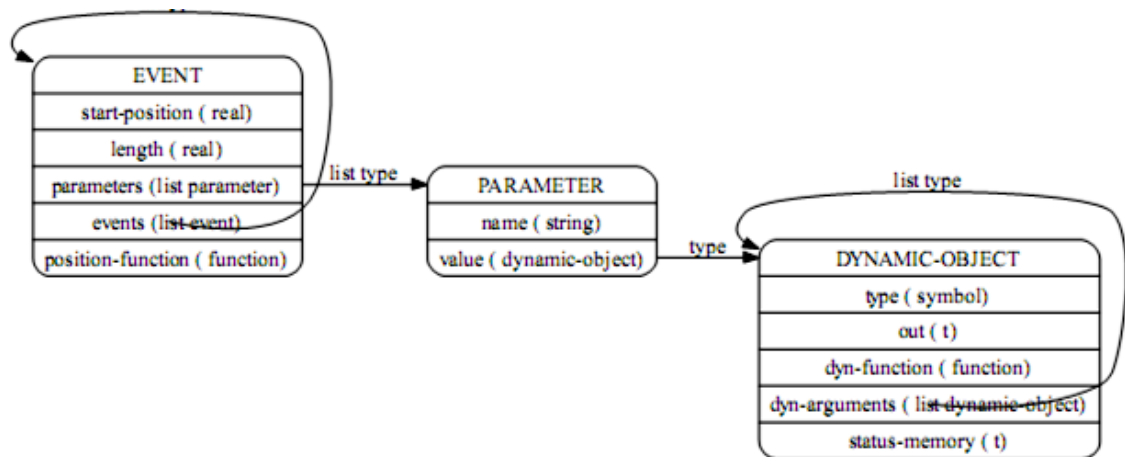 EVENT
start-position ( real)
length ( real)
parameters (list parameter)
events (list event)
position-function ( function)
list type
PARAMETER
name ( string)
value ( dynamic-object)
type
list type
DYNAMIC-OBJECT
type ( symbol)
out ( t)
dyn-function ( function)
dyn-arguments ( list dynamic-object)
status-memory ( t)